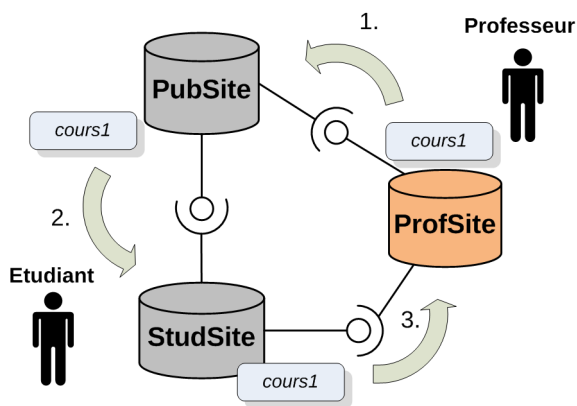 1.
Professeur
PubSite
cours1
cours1
2.
ProfSite
Etudiant
StudSite
3.
cours1